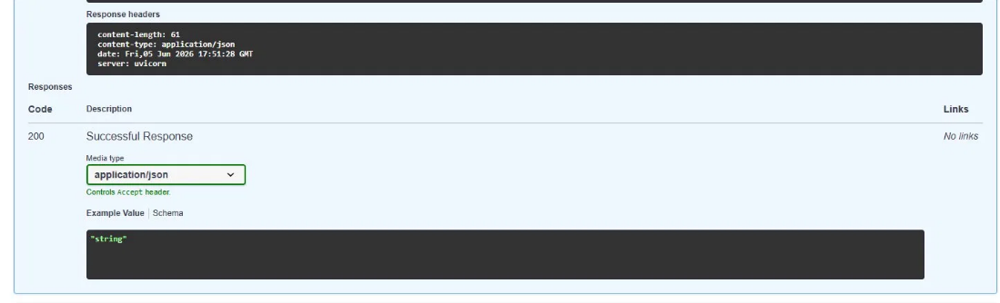 Response headers
content-length: 61
content-type: application/json
date: Fri,05 Jun 2026 17:51:28 GMT
server: uvicorn
Responses
Code Description Links
200 Successful Response No links
Media type
application/json
Controls Accept header.
Example Value Schema
"string"